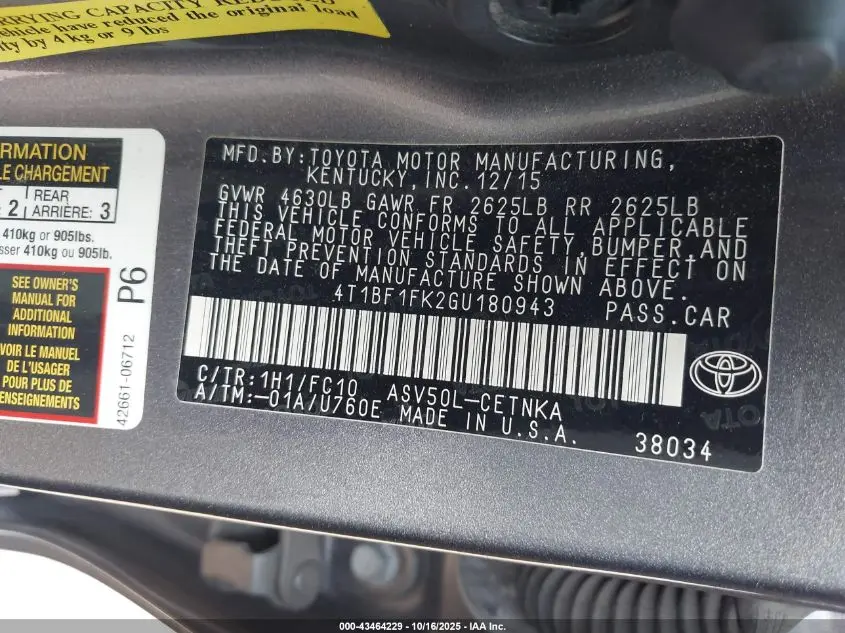 RRYING CAPACITY REDUCED
vehicle have reduced the original load
ity by 4 kg or 9 lbs
RMATION
LE CHARGEMENT
2 REAR ARRIÈRE: 3
410kg or 905lbs.
sser 410kg ou 905lb.
SEE OWNER'S
MANUAL FOR
ADDITIONAL
INFORMATION
VOIR LE MANUEL
DE L'USAGER
POUR PLUS DE
RENSEIGNEMENTS
P6
42661-06712
MFD.BY:TOYOTA MOTOR MANUFACTURING,
KENTUCKY,INC.12/15
GVWR 4630LB GAWR FR 2625LB RR 2625LB
THIS VEHICLE CONFORMS TO ALL APPLICABLE
FEDERAL MOTOR VEHICLE SAFETY,BUMPER,AND
THEFT PREVENTION STANDARDS IN EFFECT ON
THE DATE OF MANUFACTURE SHOWN ABOVE.
4T1BF1FK2GU180943 PASS.CAR
C/TR:1H1/FC10 ASV50L-CETNKA
A/TM:-01A/U760E MADE IN U.S.A.
38034
000-43464229 - 10/16/2025 - IAA Inc.